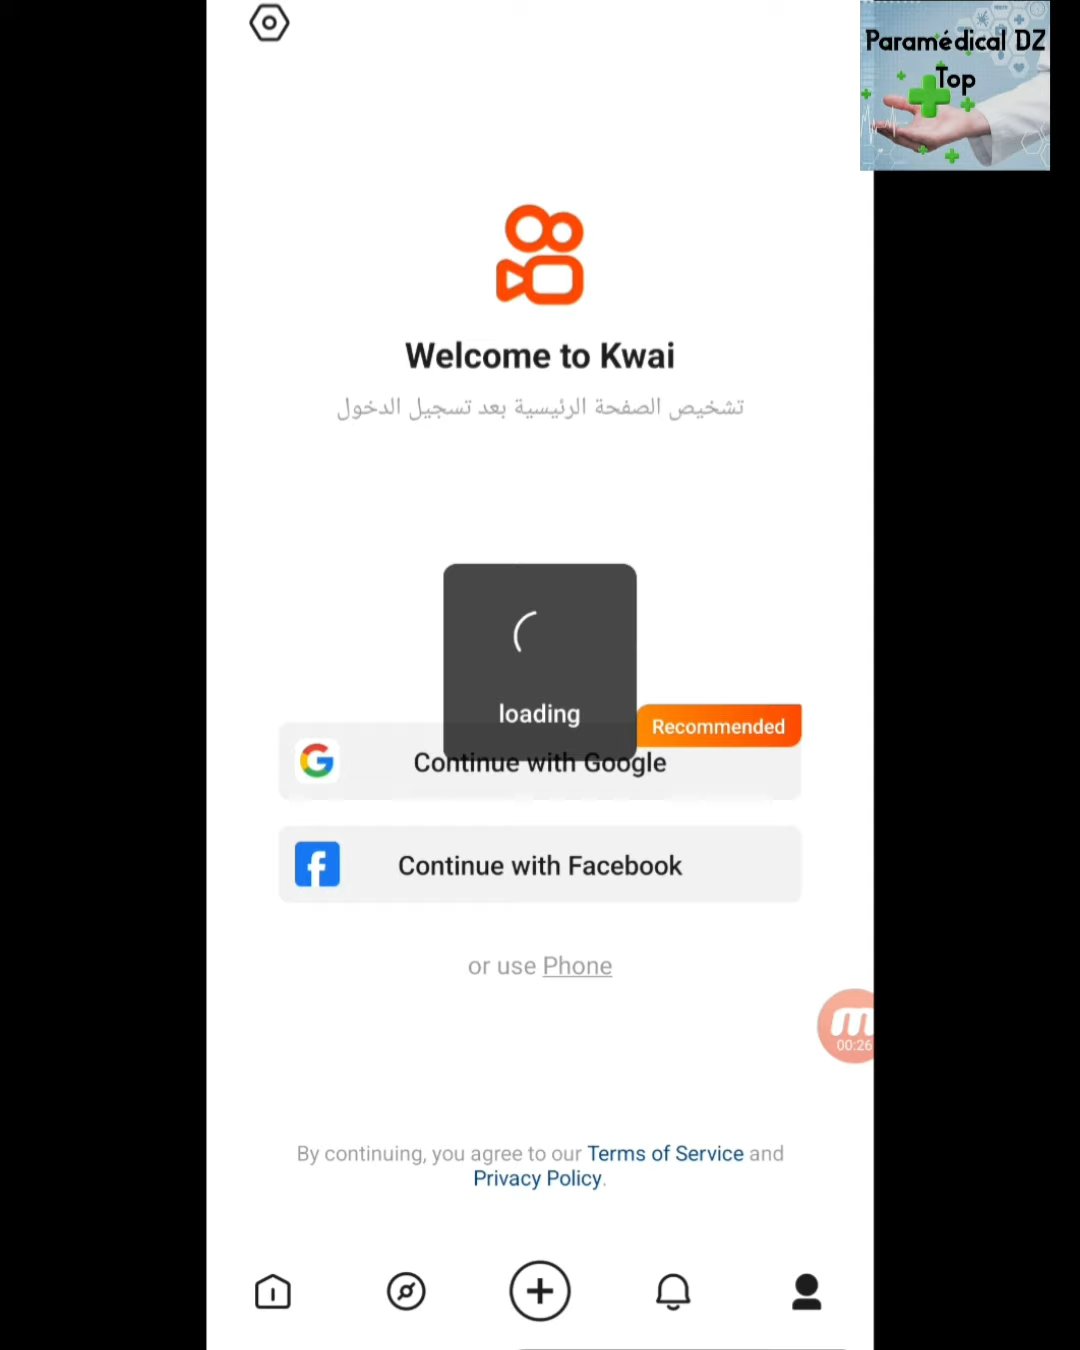 Paramédical DZ
Top
Welcome to Kwai
تشخيص الصفحة الرئيسية بعد تسجيل الدخول
loading
Recommended
Continue with Google
Continue with Facebook
or use Phone
00:26
By continuing, you agree to our Terms of Service and
Privacy Policy.